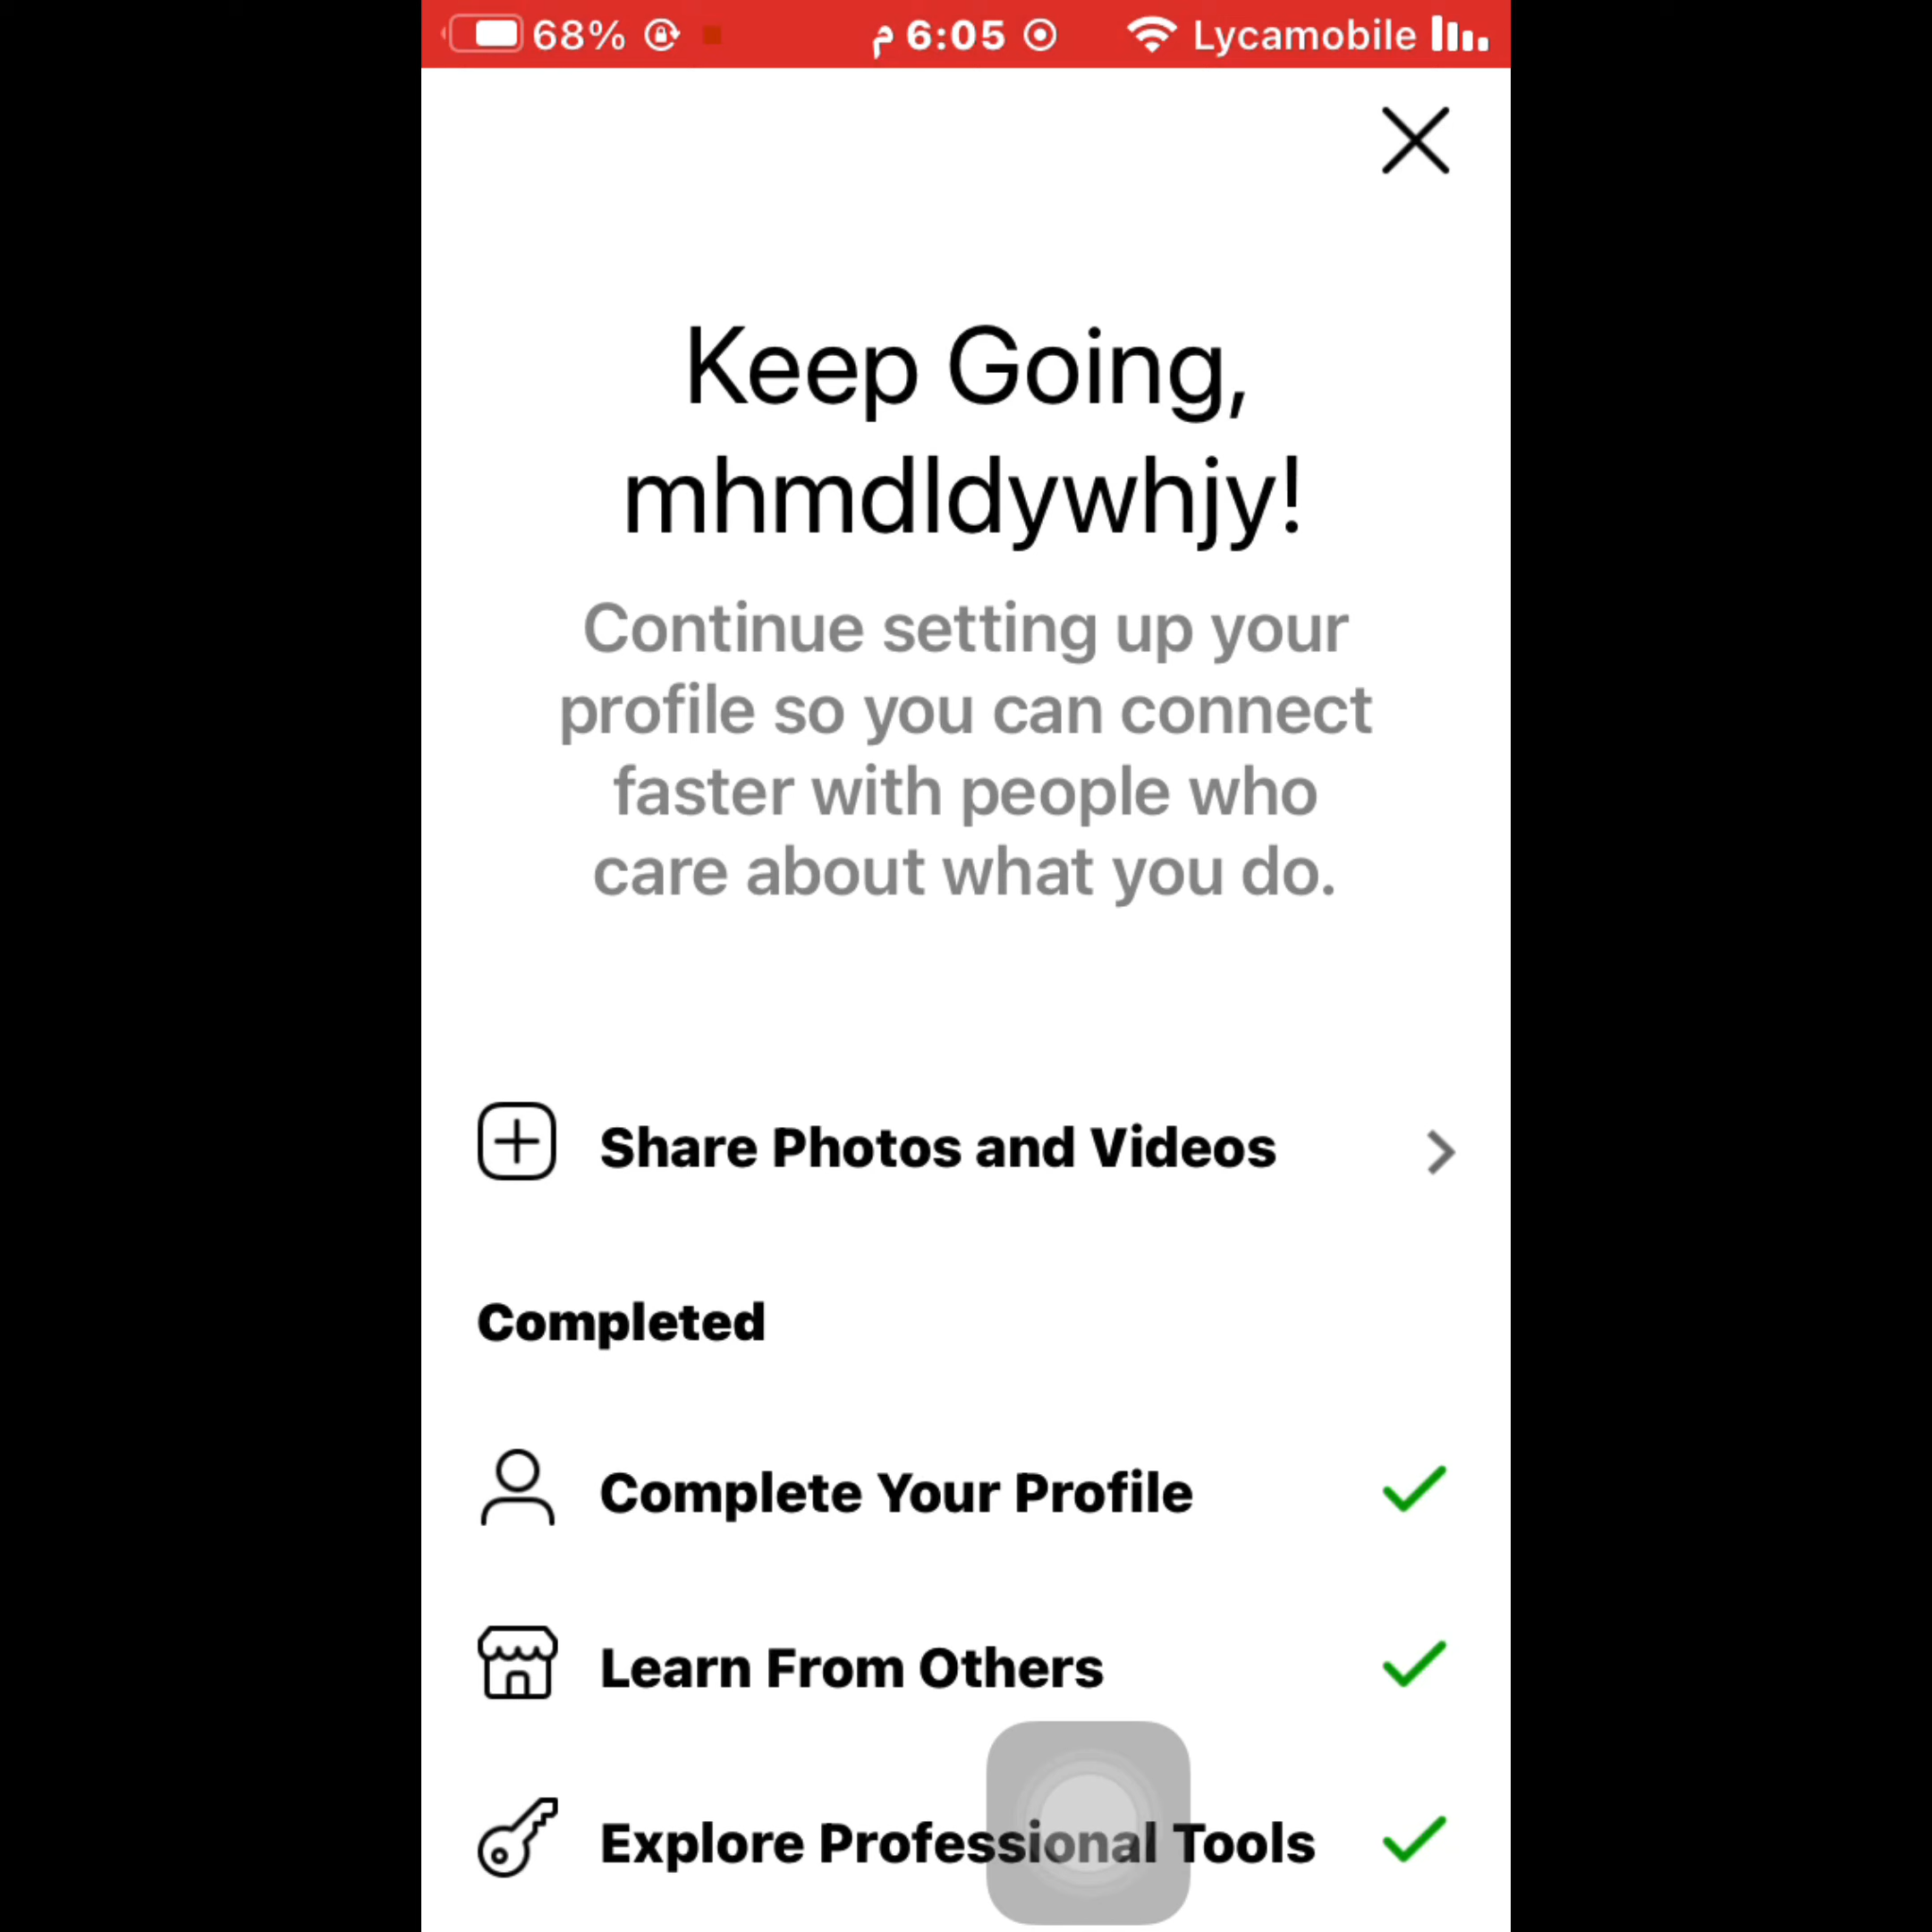 68% 6:05 م Lycamobile
Keep Going,
mhmdldywhjy!
Continue setting up your
profile so you can connect
faster with people who
care about what you do.
Share Photos and Videos
Completed
Complete Your Profile
Learn From Others
Explore Professional Tools